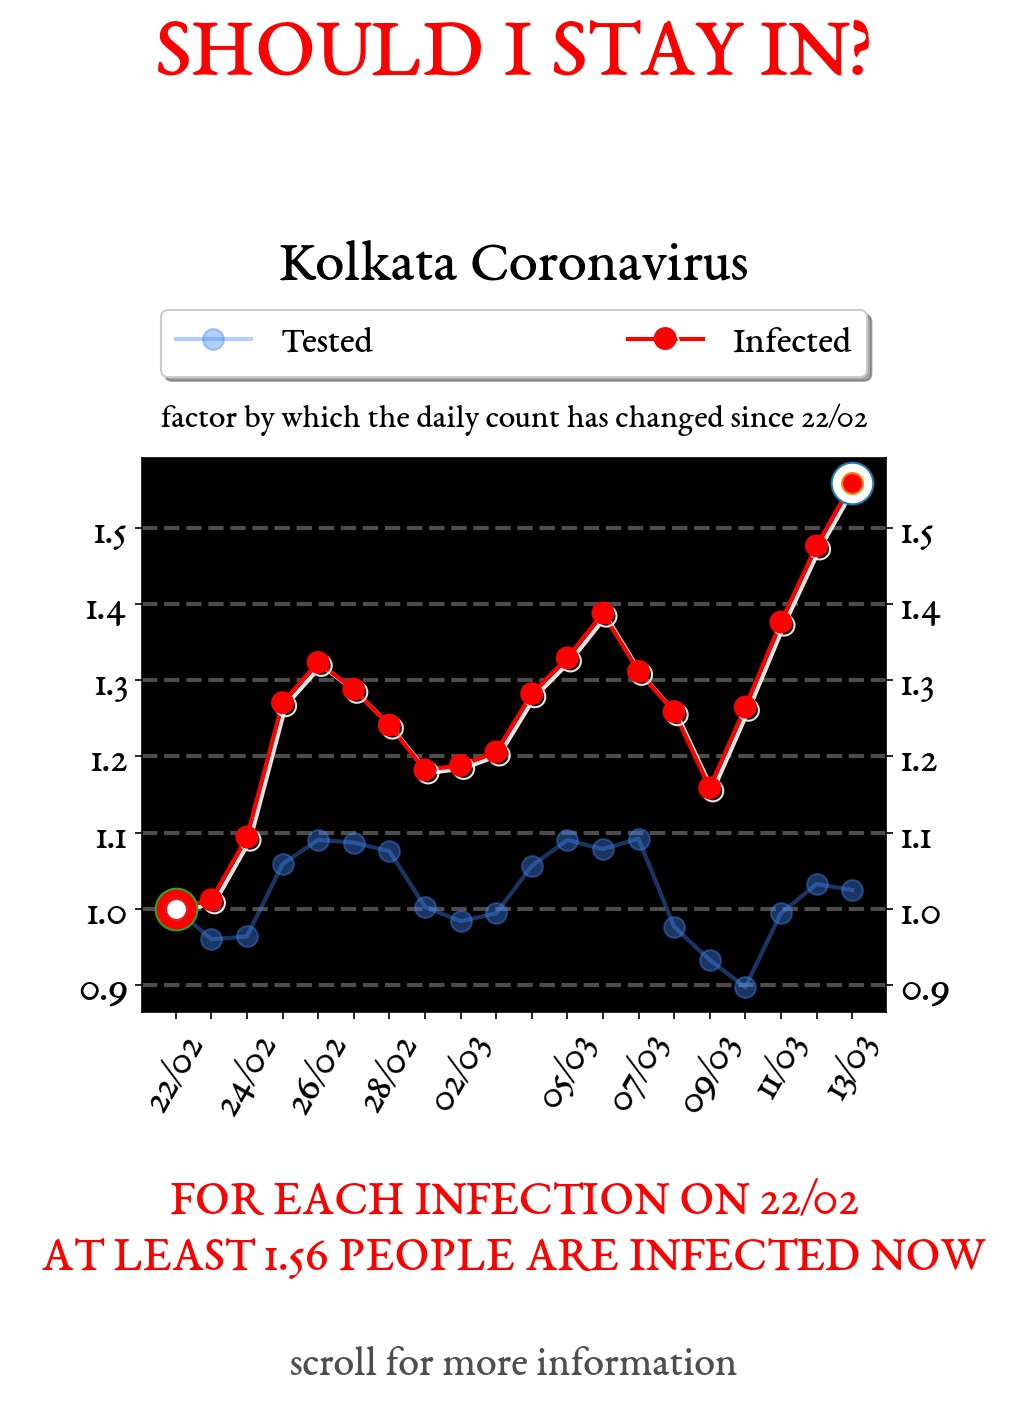 SHOULD I STAY IN?
Kolkata Coronavirus
Tested Infected
factor by which the daily count has changed since 22/02
1.5 1.5
1.4 1.4
1.3 1.3
1.2 1.2
1.1 1.1
1.0 1.0
0.9 0.9
22/02 24/02 26/02 28/02 02/03 05/03 07/03 09/03 11/03 13/03
FOR EACH INFECTION ON 22/02
AT LEAST 1.56 PEOPLE ARE INFECTED NOW
scroll for more information